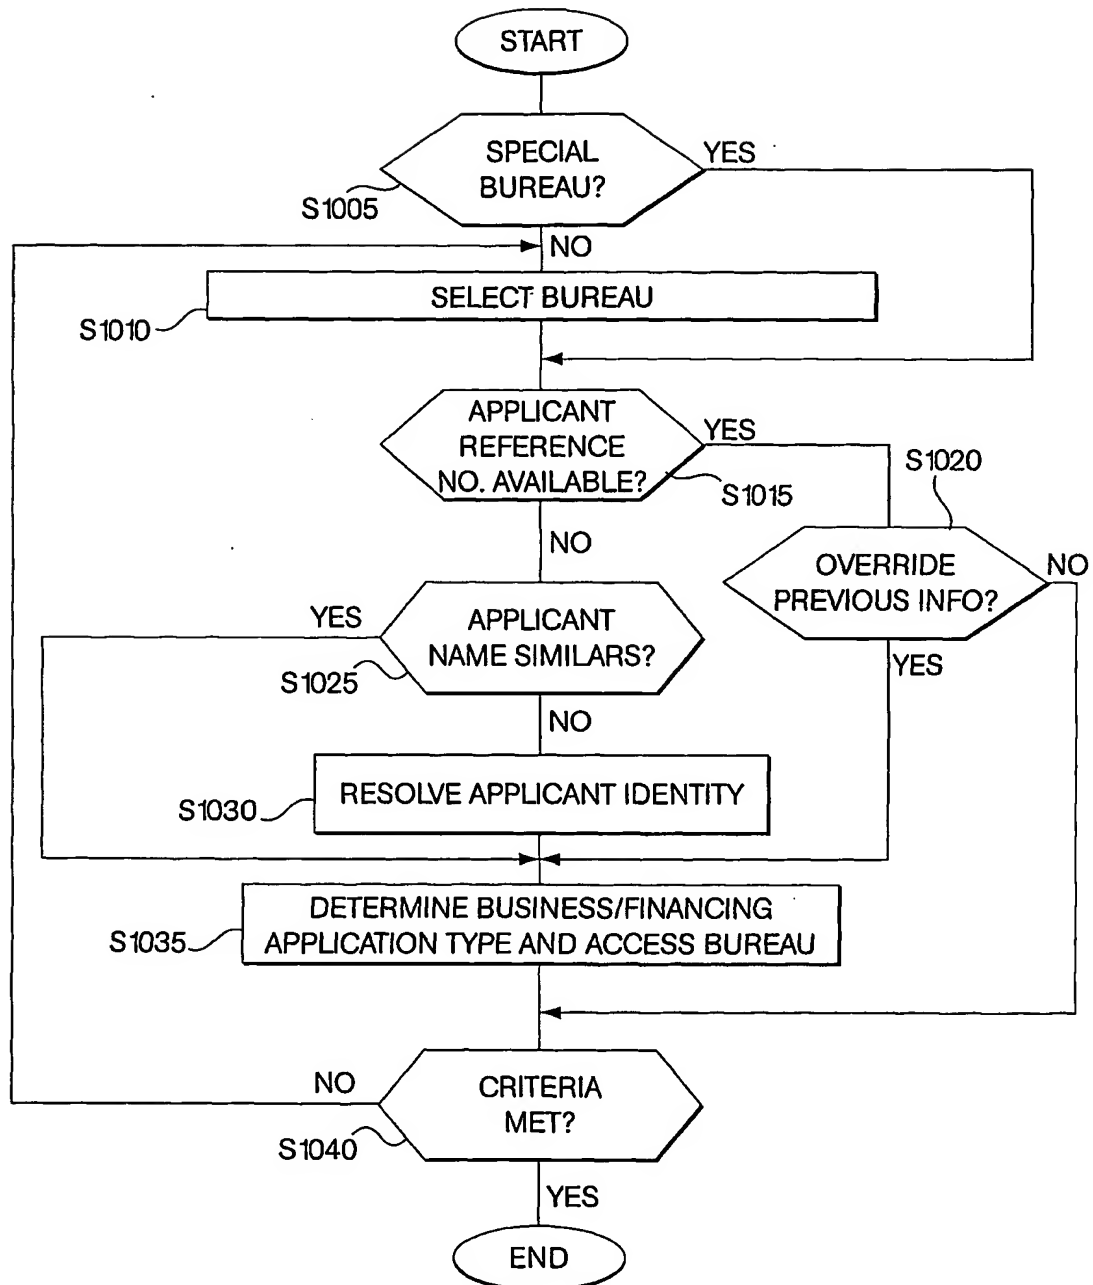 START
SPECIAL
BUREAU?
YES
S1005
NO
SELECT BUREAU
S1010
APPLICANT
REFERENCE
NO. AVAILABLE?
YES
S1015
S1020
NO
OVERRIDE
PREVIOUS INFO?
NO
YES
YES
APPLICANT
NAME SIMILARS?
S1025
NO
RESOLVE APPLICANT IDENTITY
S1030
DETERMINE BUSINESS/FINANCING
APPLICATION TYPE AND ACCESS BUREAU
S1035
NO
CRITERIA
MET?
S1040
YES
END